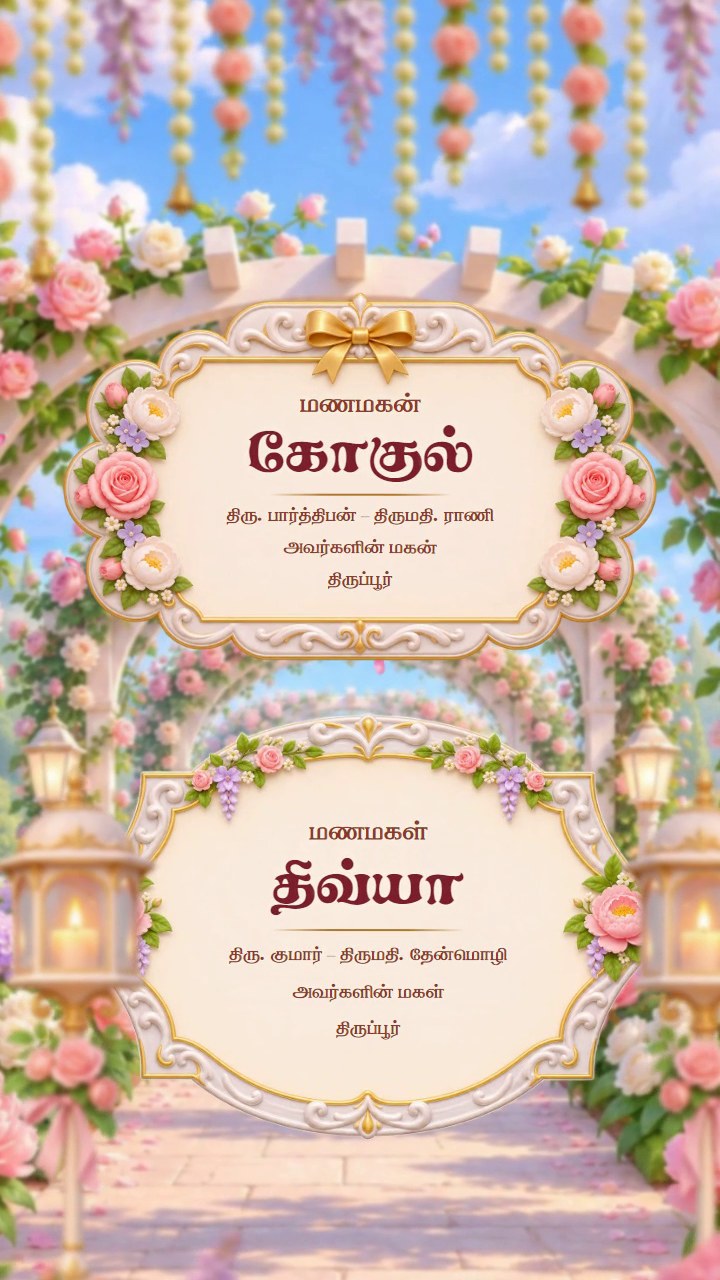 மணமகன்
கோகுல்
திரு. பார்த்திபன் – திருமதி. ராணி
அவர்களின் மகன்
திருப்பூர்
மணமகள்
திவ்யா
திரு. குமார் – திருமதி. தேன்மொழி
அவர்களின் மகள்
திருப்பூர்